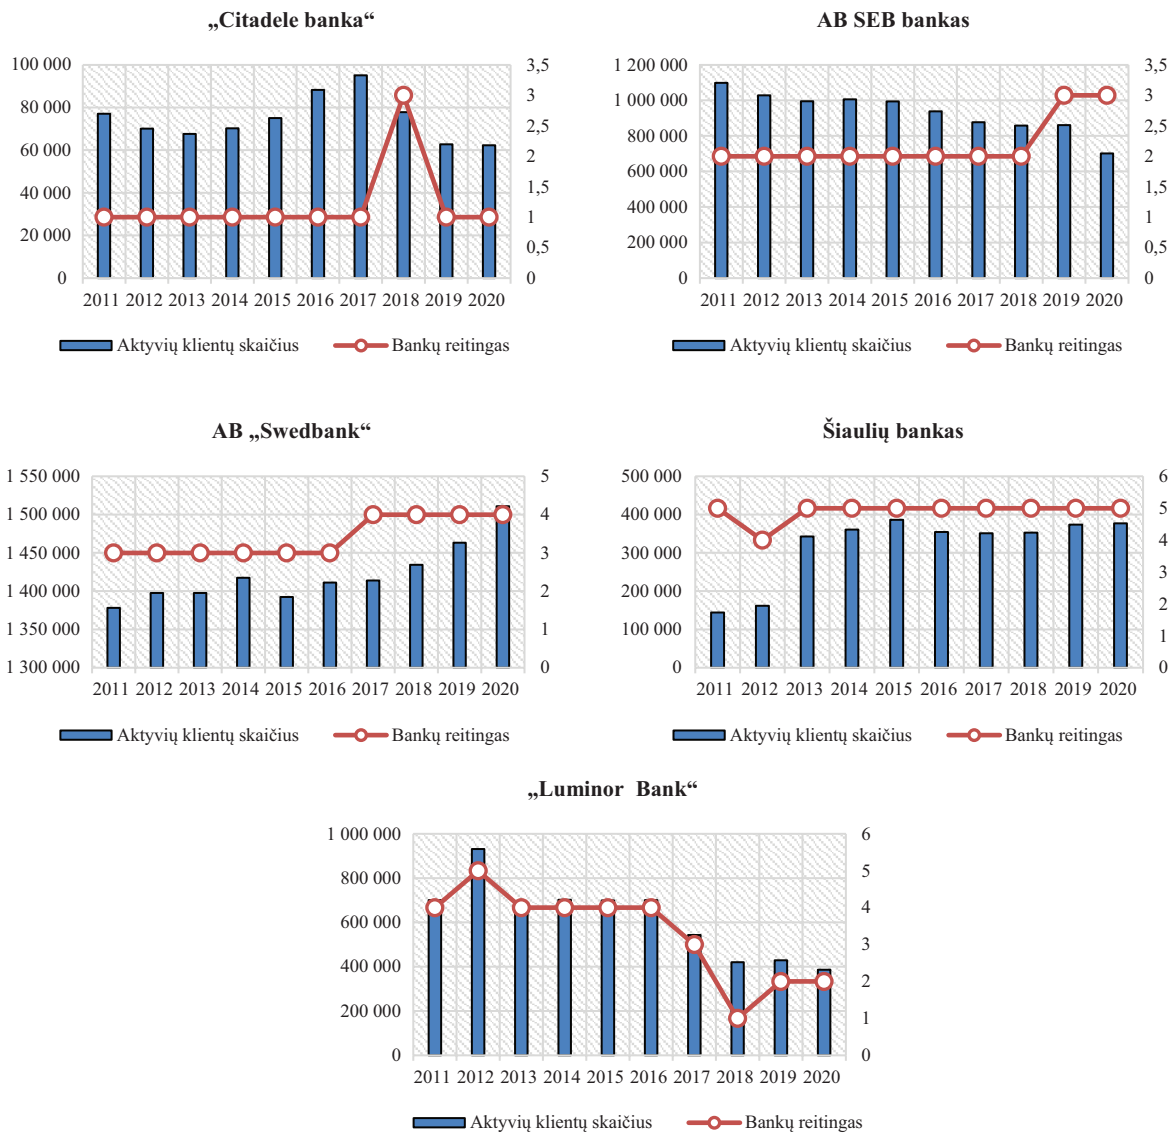 „Citadele banka“
100 000
80 000
60 000
40 000
20 000
0
3,5
3
2,5
2
1,5
1
0,5
0
2011 2012 2013 2014 2015 2016 2017 2018 2019 2020
Aktyvių klientų skaičius Bankų reitingas
AB SEB bankas
1 200 000
1 000 000
800 000
600 000
400 000
200 000
0
3,5
3
2,5
2
1,5
1
0,5
0
2011 2012 2013 2014 2015 2016 2017 2018 2019 2020
Aktyvių klientų skaičius Bankų reitingas
AB „Swedbank“
1 550 000
1 500 000
1 450 000
1 400 000
1 350 000
1 300 000
5
4
3
2
1
0
2011 2012 2013 2014 2015 2016 2017 2018 2019 2020
Aktyvių klientų skaičius Bankų reitingas
Šiaulių bankas
500 000
400 000
300 000
200 000
100 000
0
6
5
4
3
2
1
0
2011 2012 2013 2014 2015 2016 2017 2018 2019 2020
Aktyvių klientų skaičius Bankų reitingas
„Luminor Bank“
1 000 000
800 000
600 000
400 000
200 000
0
6
5
4
3
2
1
0
2011 2012 2013 2014 2015 2016 2017 2018 2019 2020
Aktyvių klientų skaičius Bankų reitingas